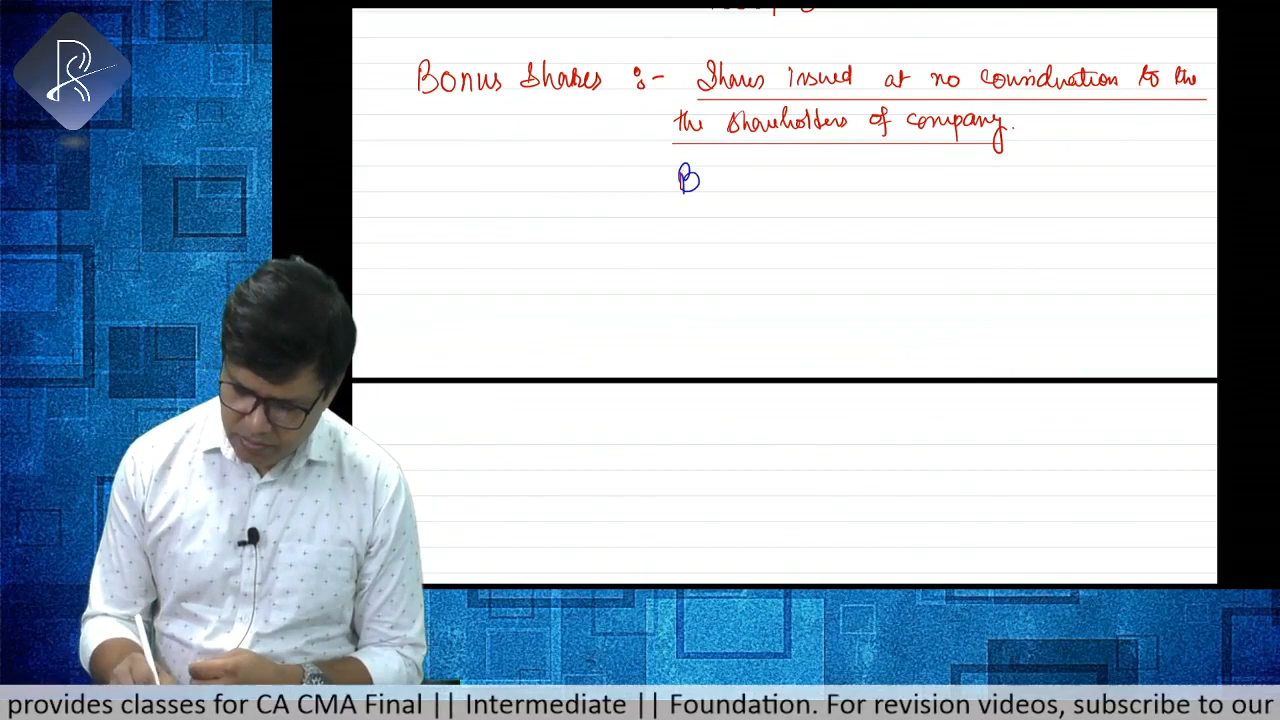 Bonus Shares :- Shares issued at no consideration to the
the shareholders of company.
B
provides classes for CA CMA Final || Intermediate || Foundation. For revision videos, subscribe to our